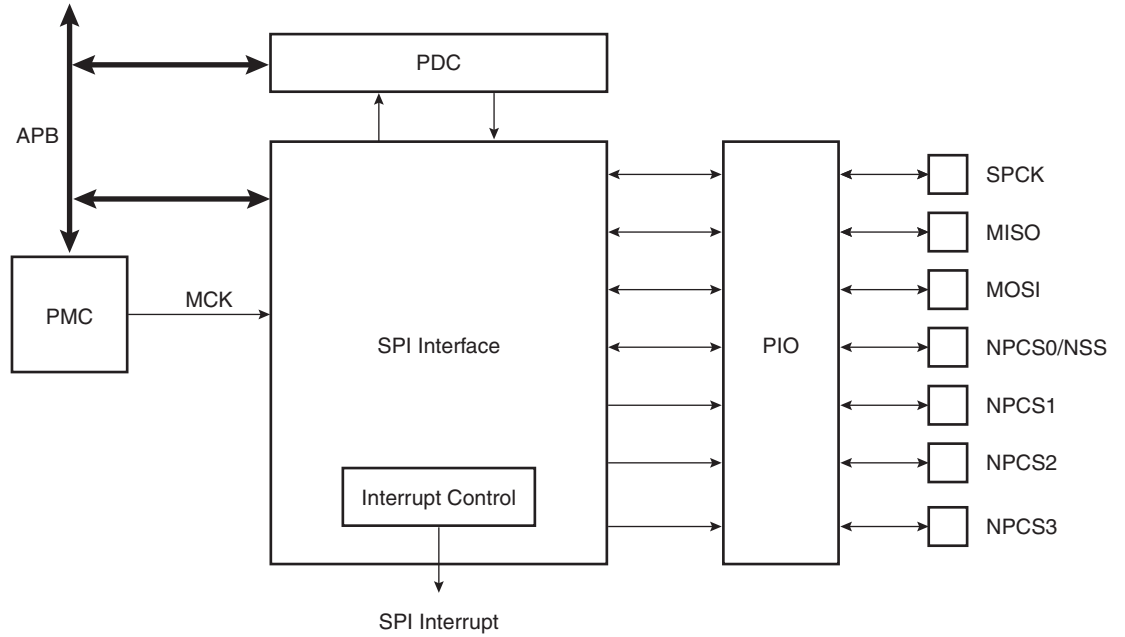 PDC
APB
SPCK
MISO
MCK
MOSI
PMC
SPI Interface
PIO
NPCS0/NSS
NPCS1
NPCS2
Interrupt Control
NPCS3
SPI Interrupt